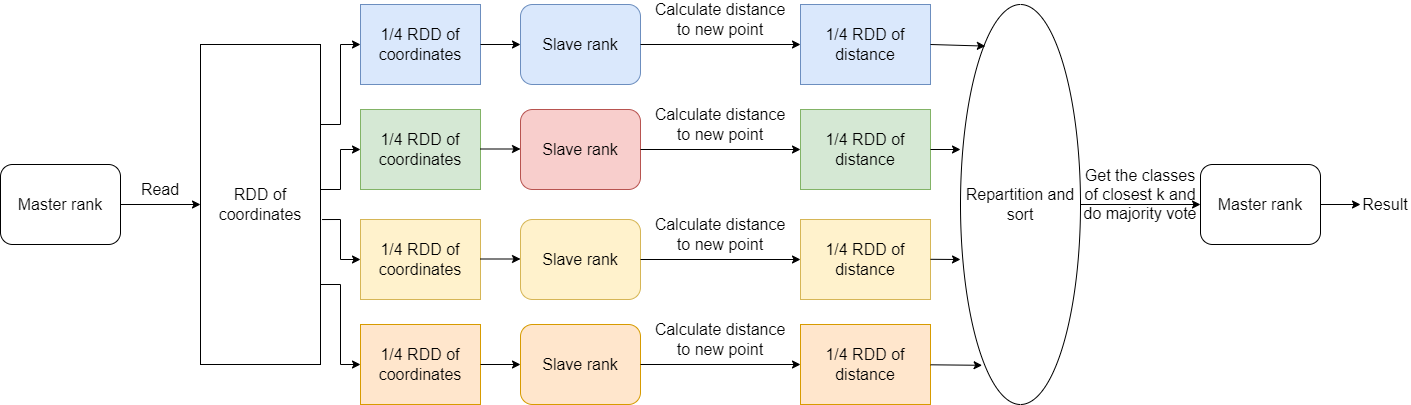 Master rank
Read
RDD of
coordinates
1/4 RDD of
coordinates
Slave rank
Calculate distance
to new point
1/4 RDD of
distance
1/4 RDD of
coordinates
Slave rank
Calculate distance
to new point
1/4 RDD of
distance
1/4 RDD of
coordinates
Slave rank
Calculate distance
to new point
1/4 RDD of
distance
1/4 RDD of
coordinates
Slave rank
Calculate distance
to new point
1/4 RDD of
distance
Repartition and
sort
Get the classes
of closest k and
do majority vote
Master rank
Result